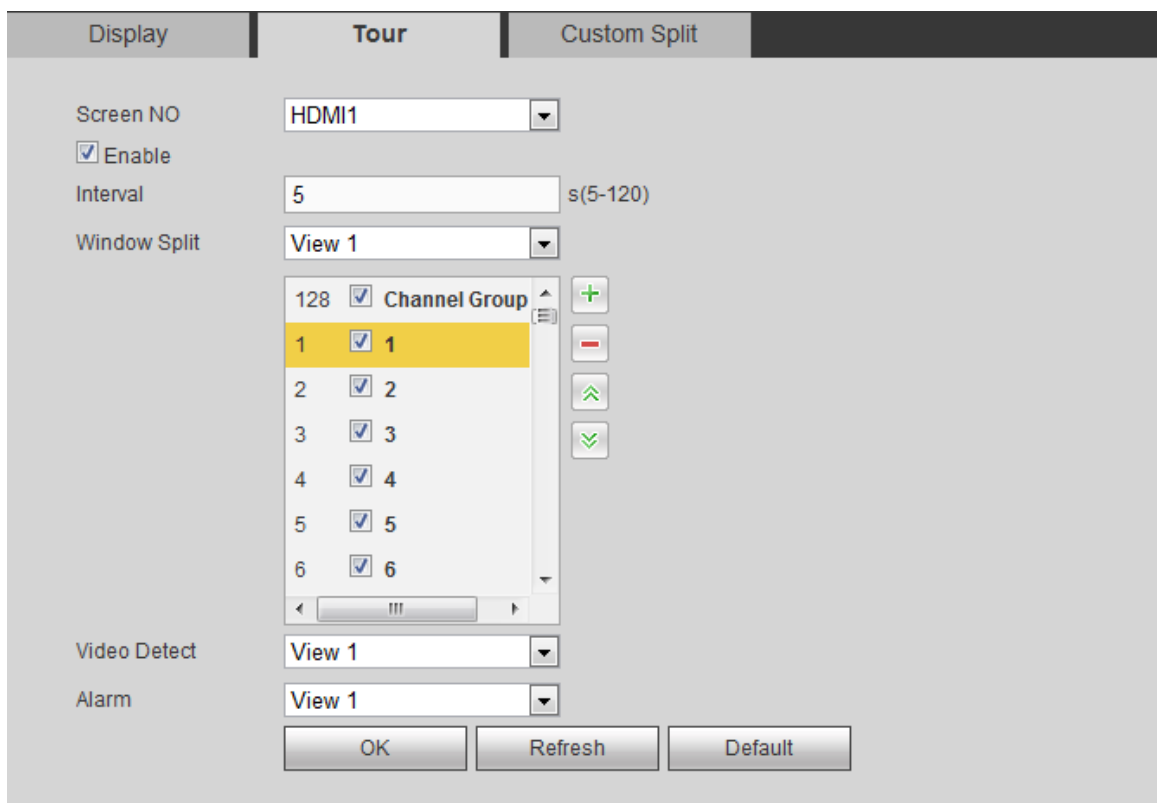 Display Tour Custom Split
Screen NO HDMI1
Enable
Interval 5 s(5-120)
Window Split View 1
128 Channel Group
1 1
2 2
3 3
4 4
5 5
6 6
Video Detect View 1
Alarm View 1
OK Refresh Default